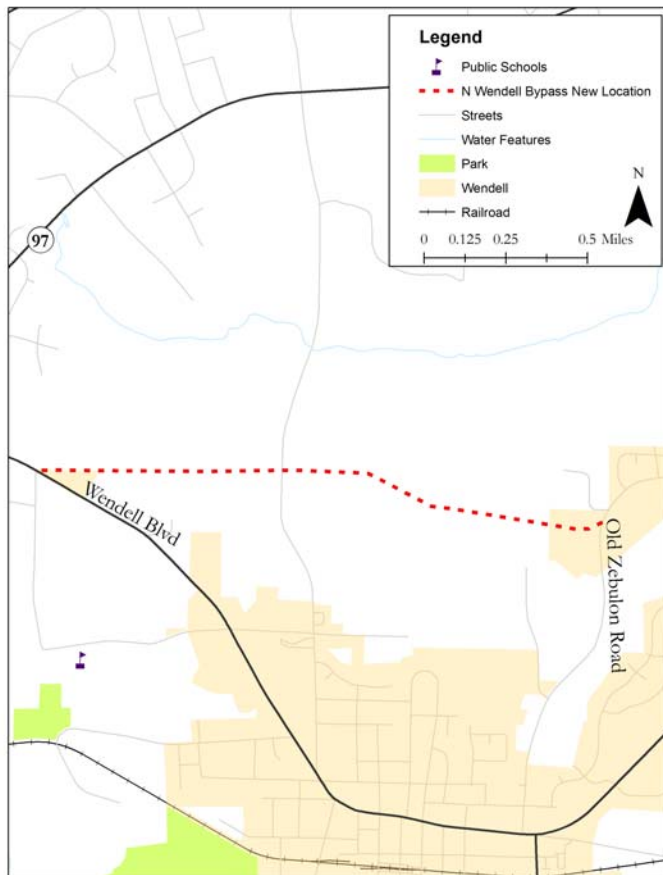 Legend
Public Schools
N Wendell Bypass New Location
Streets
Water Features
Park
Wendell
Railroad
N
0 0.125 0.25 0.5 Miles
97
Wendell Blvd
Old Zebulon Road